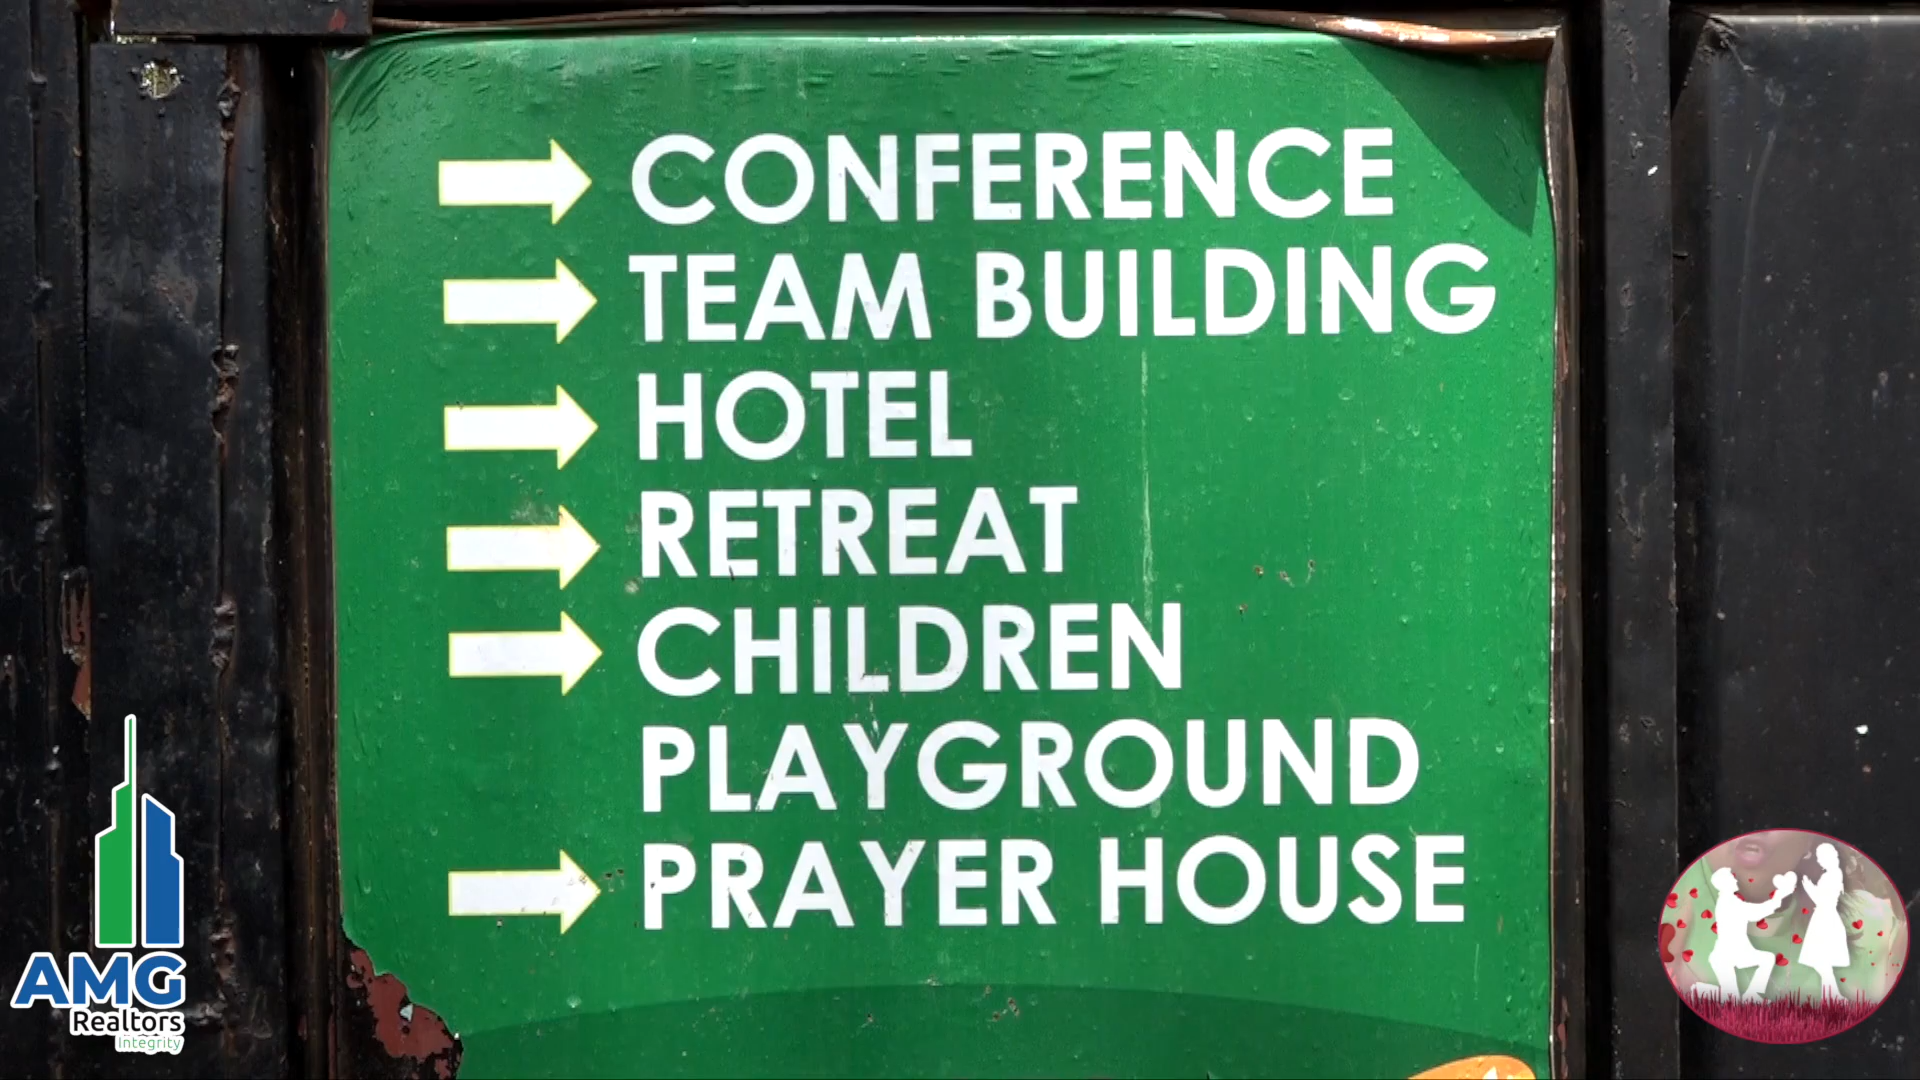 CONFERENCE
TEAM BUILDING
HOTEL
RETREAT
CHILDREN
PLAYGROUND
PRAYER HOUSE
AMG
Realtors
Integrity